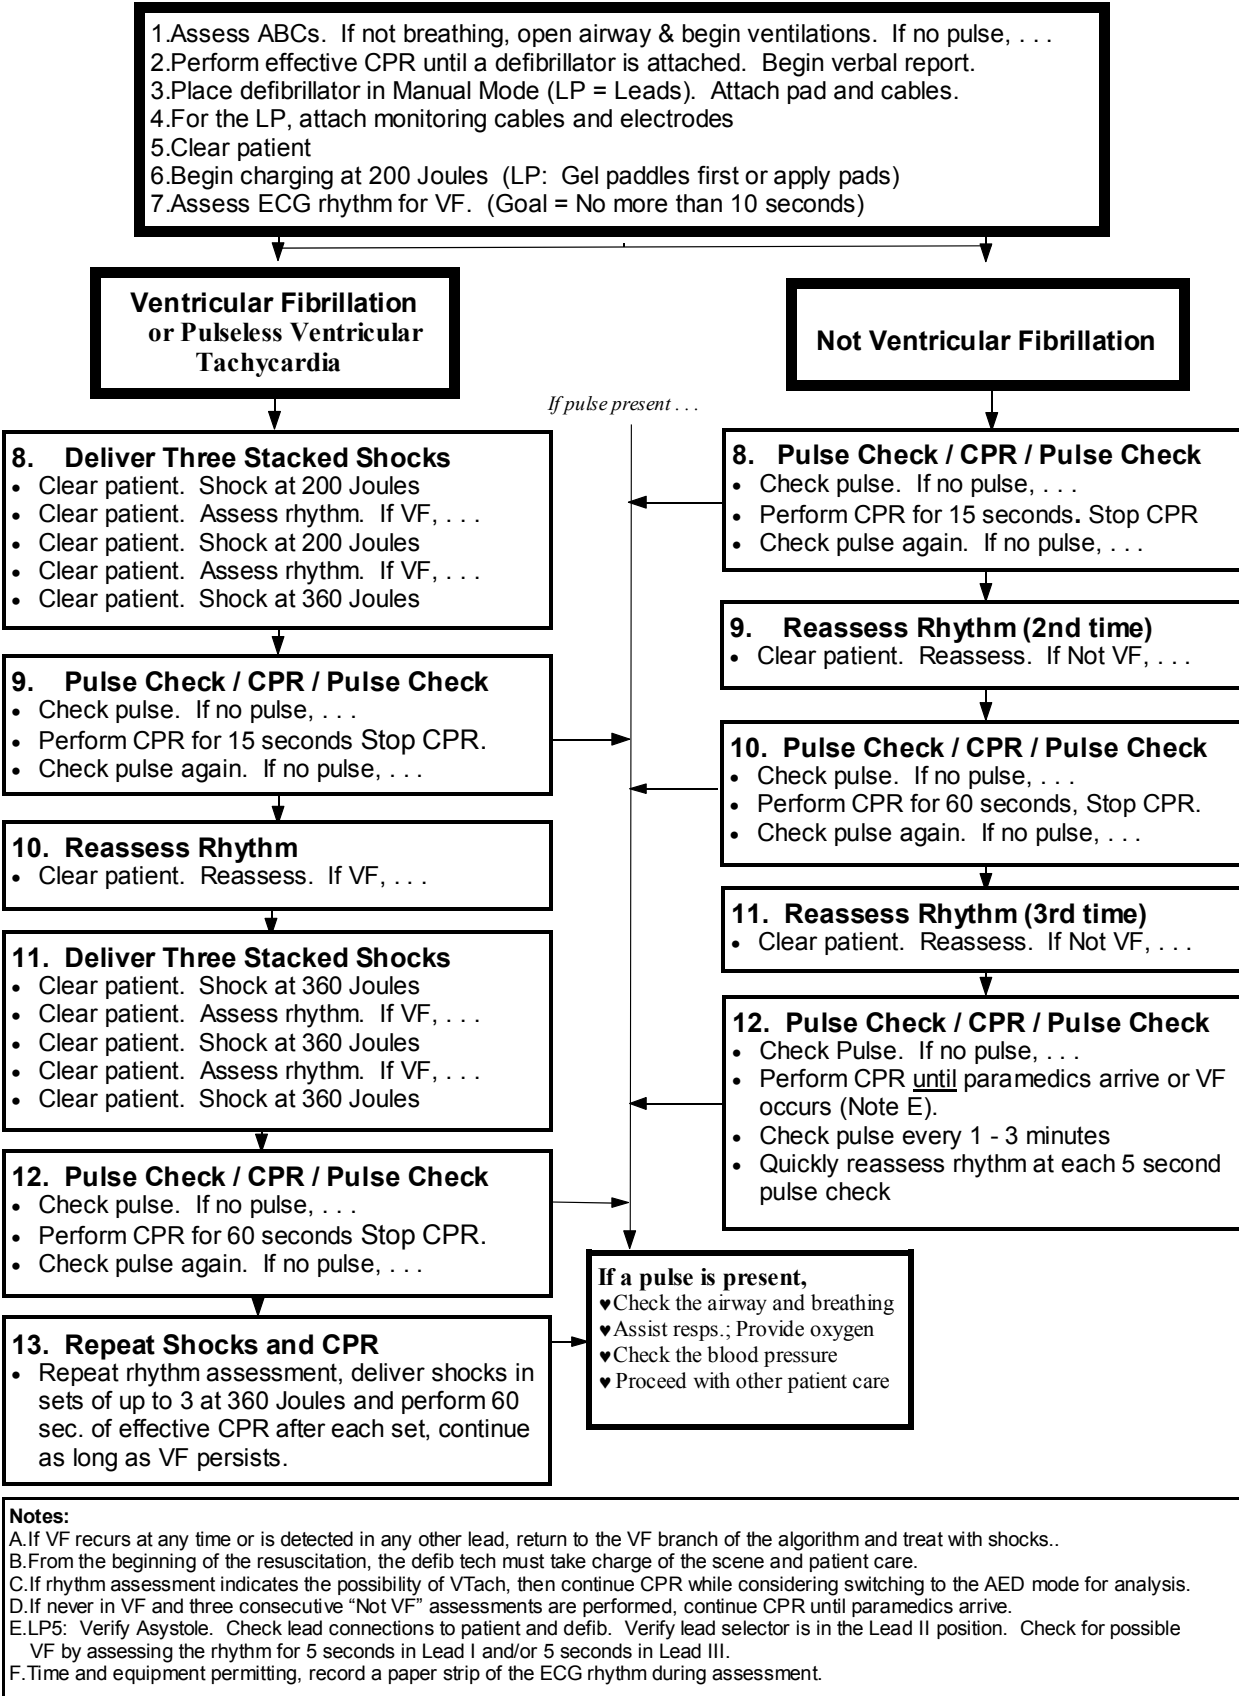 1.Assess ABCs. If not breathing, open airway & begin ventilations. If no pulse, . . .
2.Perform effective CPR until a defibrillator is attached. Begin verbal report.
3.Place defibrillator in Manual Mode (LP = Leads). Attach pad and cables.
4.For the LP, attach monitoring cables and electrodes
5.Clear patient
6.Begin charging at 200 Joules (LP: Gel paddles first or apply pads)
7.Assess ECG rhythm for VF. (Goal = No more than 10 seconds)
Ventricular Fibrillation
or Pulseless Ventricular
Tachycardia
8. Deliver Three Stacked Shocks
• Clear patient. Shock at 200 Joules
• Clear patient. Assess rhythm. If VF, . . .
• Clear patient. Shock at 200 Joules
• Clear patient. Assess rhythm. If VF, . . .
• Clear patient. Shock at 360 Joules
9. Pulse Check / CPR / Pulse Check
• Check pulse. If no pulse, . . .
• Perform CPR for 15 seconds Stop CPR.
• Check pulse again. If no pulse, . . .
10. Reassess Rhythm
• Clear patient. Reassess. If VF, . . .
11. Deliver Three Stacked Shocks
• Clear patient. Shock at 360 Joules
• Clear patient. Assess rhythm. If VF, . . .
• Clear patient. Shock at 360 Joules
• Clear patient. Assess rhythm. If VF, . . .
• Clear patient. Shock at 360 Joules
12. Pulse Check / CPR / Pulse Check
• Check pulse. If no pulse, . . .
• Perform CPR for 60 seconds Stop CPR.
• Check pulse again. If no pulse, . . .
13. Repeat Shocks and CPR
• Repeat rhythm assessment, deliver shocks in
sets of up to 3 at 360 Joules and perform 60
sec. of effective CPR after each set, continue
as long as VF persists.
If pulse present . . .
Not Ventricular Fibrillation
8. Pulse Check / CPR / Pulse Check
• Check pulse. If no pulse, . . .
• Perform CPR for 15 seconds. Stop CPR
• Check pulse again. If no pulse, . . .
9. Reassess Rhythm (2nd time)
• Clear patient. Reassess. If Not VF, . . .
10. Pulse Check / CPR / Pulse Check
• Check pulse. If no pulse, . . .
• Perform CPR for 60 seconds, Stop CPR.
• Check pulse again. If no pulse, . . .
11. Reassess Rhythm (3rd time)
• Clear patient. Reassess. If Not VF, . . .
12. Pulse Check / CPR / Pulse Check
• Check Pulse. If no pulse, . . .
• Perform CPR until paramedics arrive or VF
occurs (Note E).
• Check pulse every 1 - 3 minutes
• Quickly reassess rhythm at each 5 second
pulse check
If a pulse is present,
♥Check the airway and breathing
♥Assist resps.; Provide oxygen
♥Check the blood pressure
♥Proceed with other patient care
Notes:
A.If VF recurs at any time or is detected in any other lead, return to the VF branch of the algorithm and treat with shocks..
B.From the beginning of the resuscitation, the defib tech must take charge of the scene and patient care.
C.If rhythm assessment indicates the possibility of VTach, then continue CPR while considering switching to the AED mode for analysis.
D.If never in VF and three consecutive “Not VF” assessments are performed, continue CPR until paramedics arrive.
E.LP5: Verify Asystole. Check lead connections to patient and defib. Verify lead selector is in the Lead II position. Check for possible
VF by assessing the rhythm for 5 seconds in Lead I and/or 5 seconds in Lead III.
F.Time and equipment permitting, record a paper strip of the ECG rhythm during assessment.